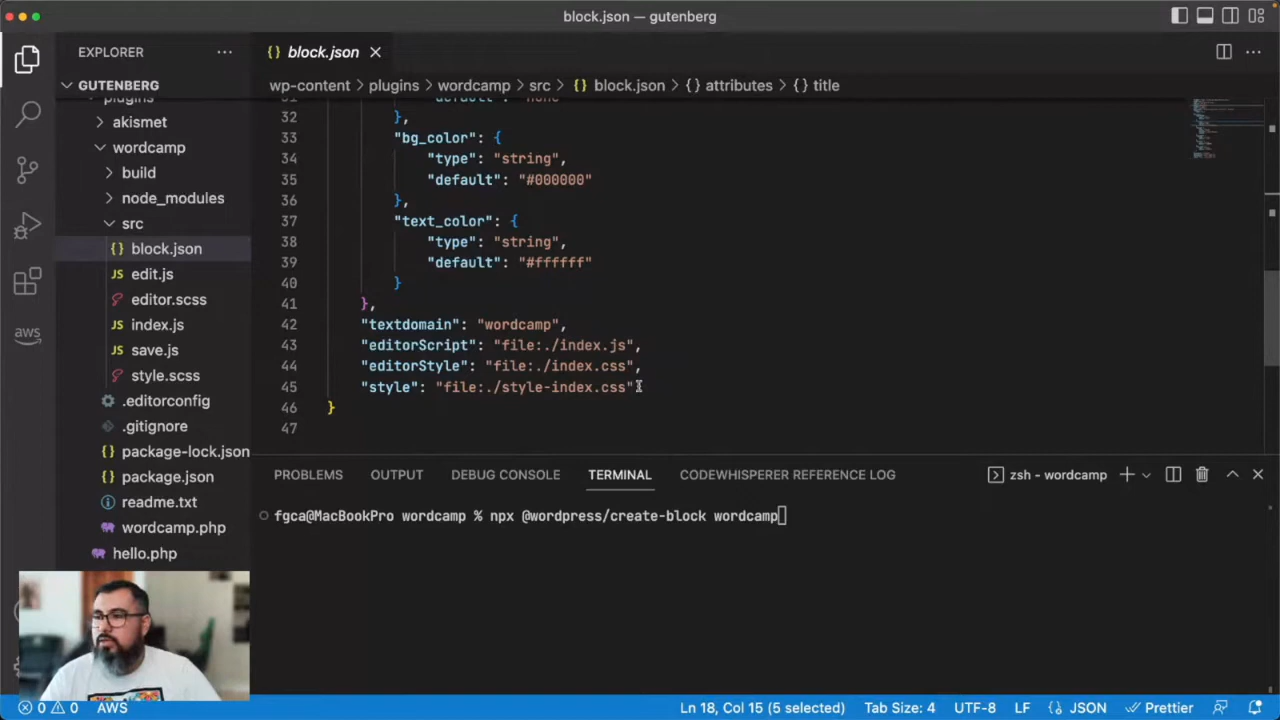 block.json — gutenberg
EXPLORER
GUTENBERG
plugins
akismet
wordcamp
build
node_modules
src
block.json
edit.js
editor.scss
index.js
save.js
style.scss
.editorconfig
.gitignore
package-lock.json
package.json
readme.txt
wordcamp.php
hello.php
aws
{} block.json
wp-content > plugins > wordcamp > src > {} block.json > {} attributes > {} title
31 "default": "none"
32 },
33 "bg_color": {
34 "type": "string",
35 "default": "#000000"
36 },
37 "text_color": {
38 "type": "string",
39 "default": "#ffffff"
40 }
41 },
42 "textdomain": "wordcamp",
43 "editorScript": "file:./index.js",
44 "editorStyle": "file:./index.css",
45 "style": "file:./style-index.css"
46 }
47
PROBLEMS OUTPUT DEBUG CONSOLE TERMINAL CODEWHISPERER REFERENCE LOG zsh - wordcamp
fgca@MacBookPro wordcamp % npx @wordpress/create-block wordcamp
0 0 AWS Ln 18, Col 15 (5 selected) Tab Size: 4 UTF-8 LF {} JSON Prettier